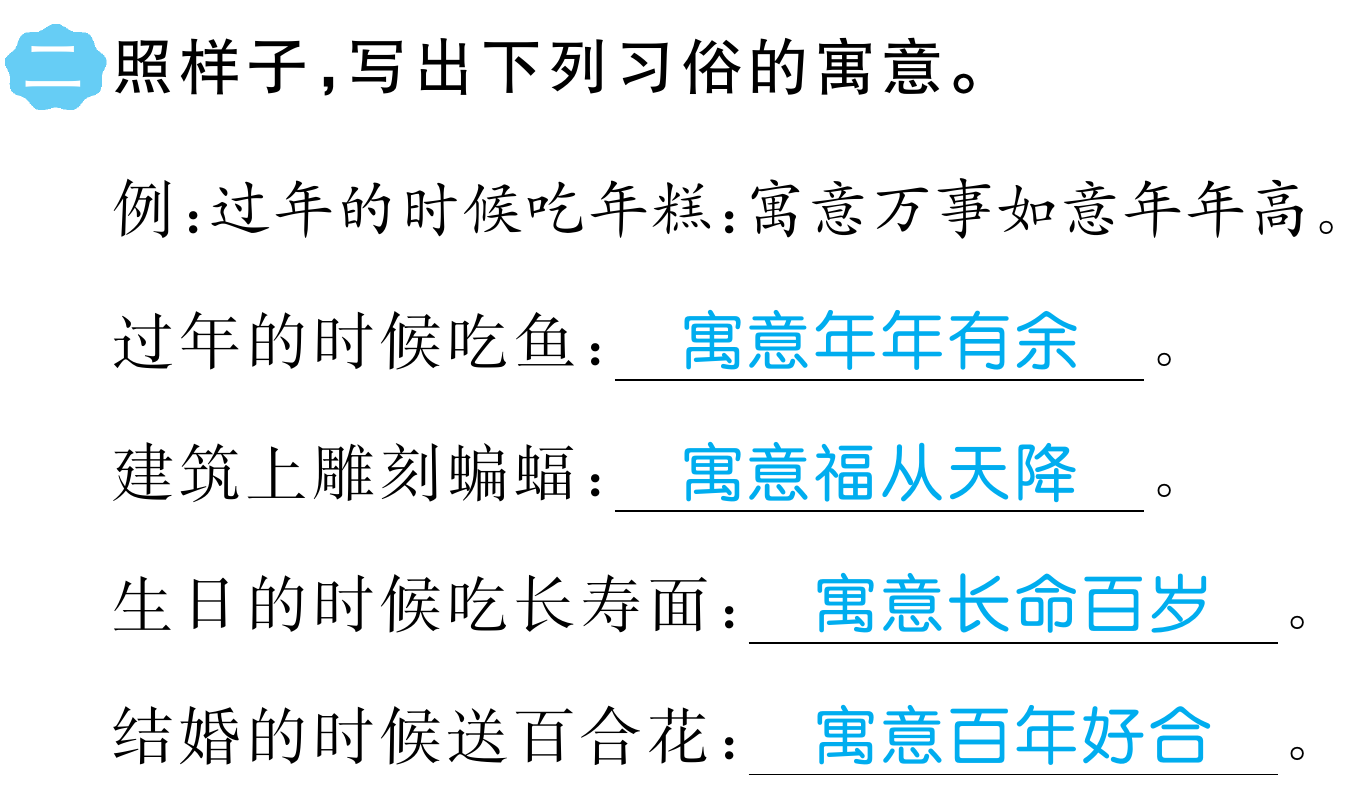 二 照样子,写出下列习俗的寓意。
例:过年的时候吃年糕:寓意万事如意年年高。
过年的时候吃鱼: 寓意年年有余 。
建筑上雕刻蝙蝠: 寓意福从天降 。
生日的时候吃长寿面: 寓意长命百岁 。
结婚的时候送百合花: 寓意百年好合 。